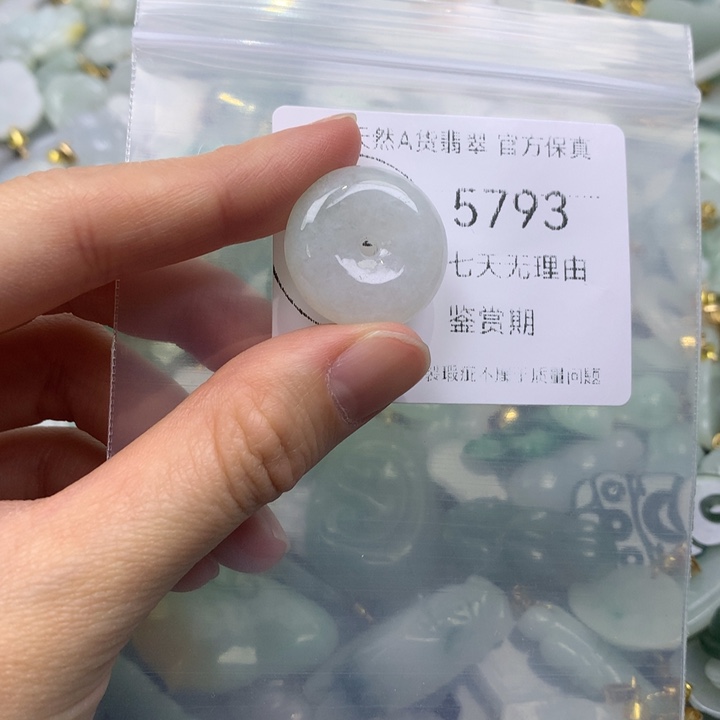 天然A货翡翠 官方保真
5793
七天无理由
鉴赏期
裂瑕疵不属于质量问题